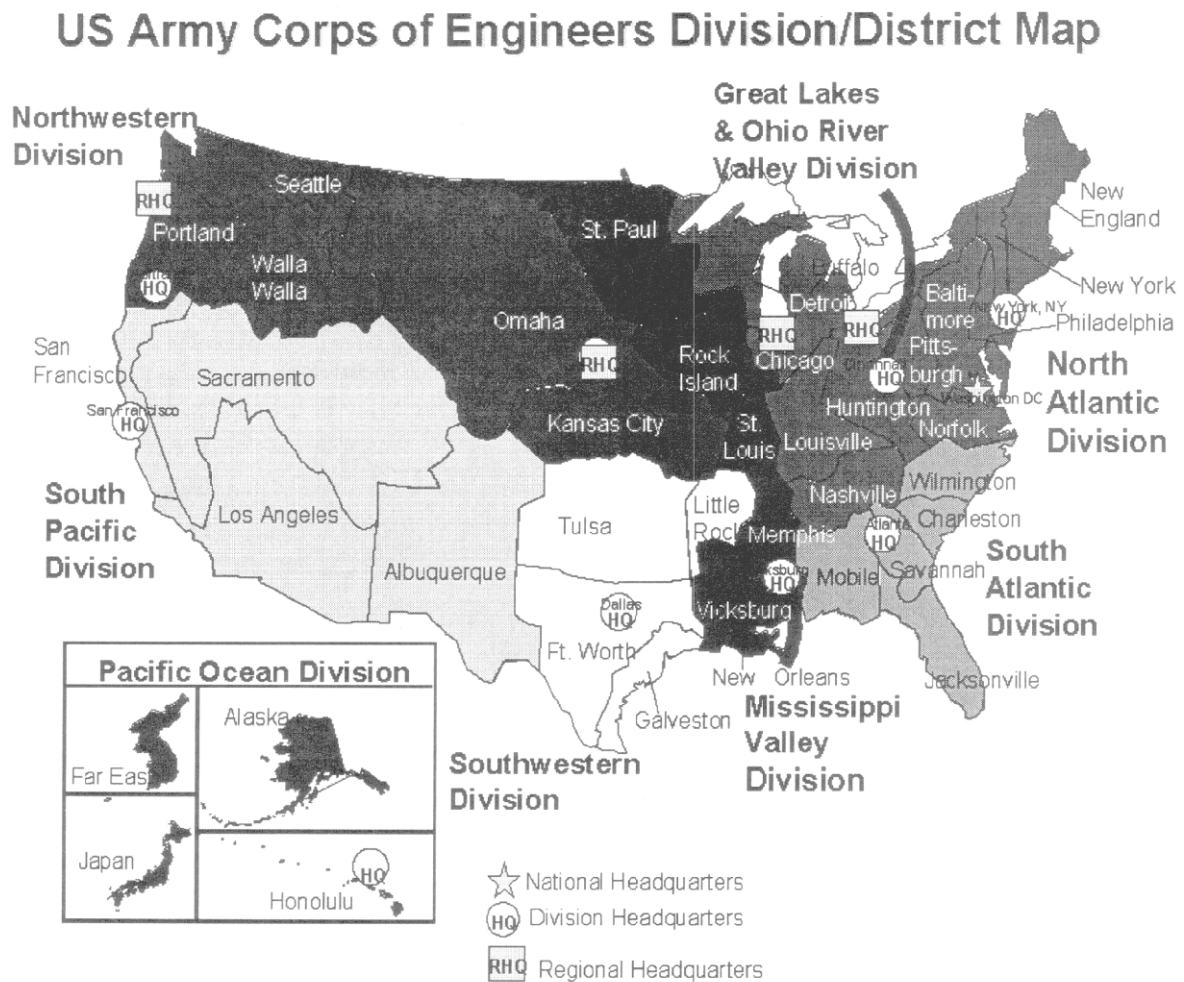 US Army Corps of Engineers Division/District Map
Northwestern
Division
Great Lakes
& Ohio River
Valley Division
Seattle
RHQ
Portland
Walla
Walla
HQ
St. Paul
Omaha
RHQ
Rock
Island
Kansas City
St.
Louis
Buffalo
Detroit
RHQ
RHQ
Chicago
Balti-
more
Pitts-
burgh
HQ
Huntington
Louisville
Nashville
Norfolk
New
England
New York
New York, NY
HQ
Philadelphia
Washington DC
North
Atlantic
Division
San
Francisco
Sacramento
San Francisco
HQ
South
Pacific
Division
Los Angeles
Albuquerque
Tulsa
Little
Rock
Memphis
HQ
Vicksburg
Dallas
HQ
Ft. Worth
Galveston
New Orleans
Wilmington
Charleston
Atlanta
HQ
Savannah
Mobile
Jacksonville
South
Atlantic
Division
Mississippi
Valley
Division
Southwestern
Division
Pacific Ocean Division
Alaska
Far East
Japan
HQ
Honolulu
National Headquarters
HQ Division Headquarters
RHQ Regional Headquarters